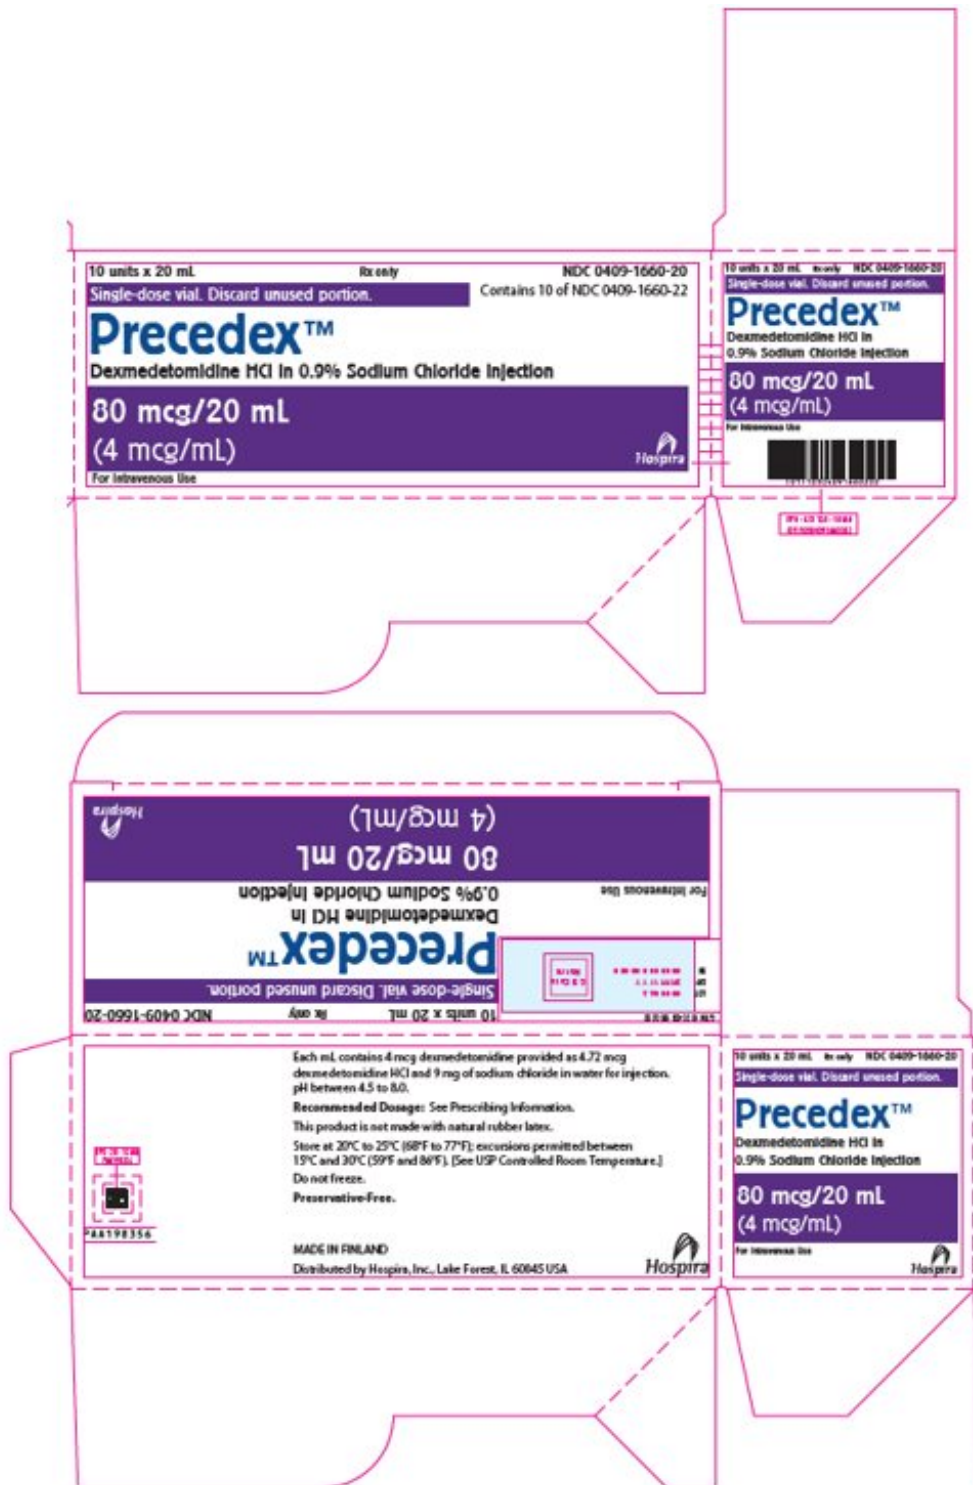 10 units x 20 mL Rx only NDC 0409-1660-20
Single-dose vial. Discard unused portion. Contains 10 of NDC 0409-1660-22
Precedex™
Dexmedetomidine HCl in 0.9% Sodium Chloride Injection
80 mcg/20 mL
(4 mcg/mL)
Hospira
For Intravenous Use
10 units x 20 mL Rx only NDC 0409-1660-20
Single-dose vial. Discard unused portion.
Precedex™
Dexmedetomidine HCl in
0.9% Sodium Chloride Injection
80 mcg/20 mL
(4 mcg/mL)
For Intravenous Use
10 units x 20 mL Rx only NDC 0409-1660-20
Single-dose vial. Discard unused portion.
Precedex™
Dexmedetomidine HCl in
0.9% Sodium Chloride Injection
For Intravenous Use
80 mcg/20 mL
(4 mcg/mL)
Hospira
Each mL contains 4 mcg dexmedetomidine provided as 4.72 mcg
dexmedetomidine HCl and 9 mg of sodium chloride in water for injection.
pH between 4.5 to 8.0.
Recommended Dosage: See Prescribing Information.
This product is not made with natural rubber latex.
Store at 20°C to 25°C (68°F to 77°F); excursions permitted between
15°C and 30°C (59°F and 86°F). [See USP Controlled Room Temperature.]
Do not freeze.
Preservative-Free.
PAA198356
MADE IN FINLAND
Distributed by Hospira, Inc., Lake Forest, IL 60045 USA
Hospira
10 units x 20 mL Rx only NDC 0409-1660-20
Single-dose vial. Discard unused portion.
Precedex™
Dexmedetomidine HCl in
0.9% Sodium Chloride Injection
80 mcg/20 mL
(4 mcg/mL)
For Intravenous Use
Hospira